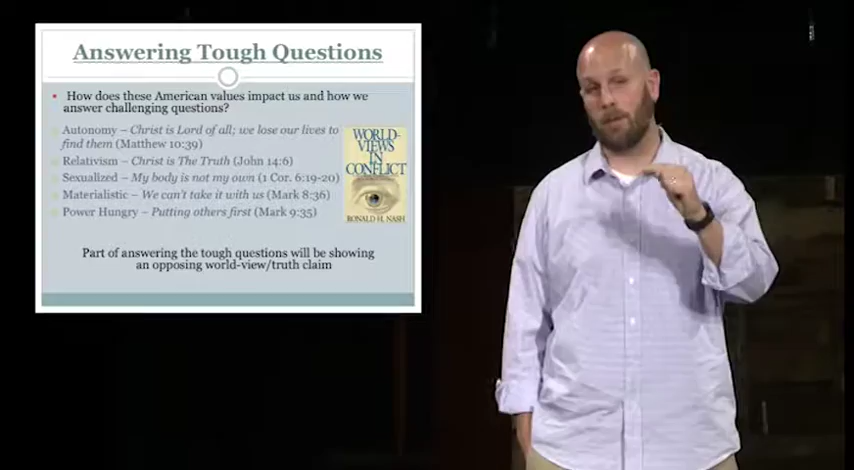 Answering Tough Questions
How does these American values impact us and how we
answer challenging questions?
Autonomy – Christ is Lord of all; we lose our lives to
find them (Matthew 10:39)
Relativism – Christ is The Truth (John 14:6)
Sexualized – My body is not my own (1 Cor. 6:19-20)
Materialistic – We can't take it with us (Mark 8:36)
Power Hungry – Putting others first (Mark 9:35)
WORLD-
VIEWS
IN
CONFLICT
RONALD H. NASH
Part of answering the tough questions will be showing
an opposing world-view/truth claim